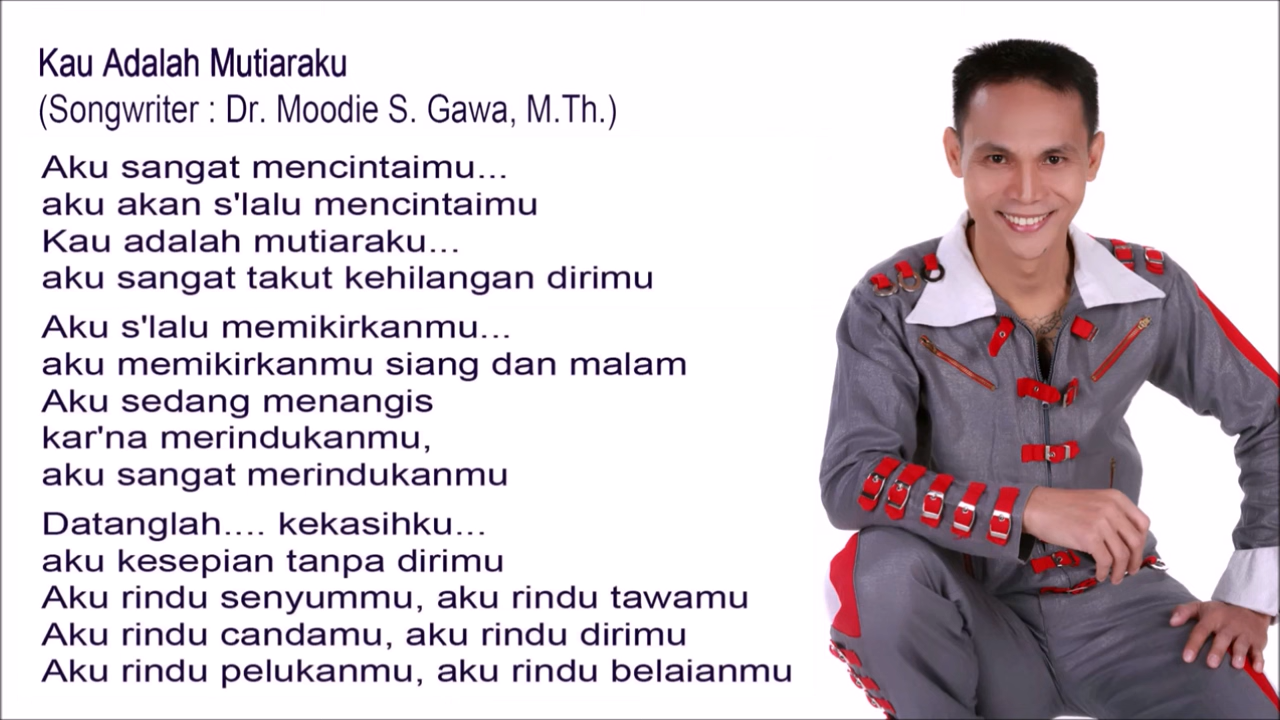 Kau Adalah Mutiaraku
(Songwriter : Dr. Moodie S. Gawa, M.Th.)
Aku sangat mencintaimu...
aku akan s'lalu mencintaimu
Kau adalah mutiaraku...
aku sangat takut kehilangan dirimu
Aku s'lalu memikirkanmu...
aku memikirkanmu siang dan malam
Aku sedang menangis
kar'na merindukanmu,
aku sangat merindukanmu
Datanglah.... kekasihku...
aku kesepian tanpa dirimu
Aku rindu senyummu, aku rindu tawamu
Aku rindu candamu, aku rindu dirimu
Aku rindu pelukanmu, aku rindu belaianmu